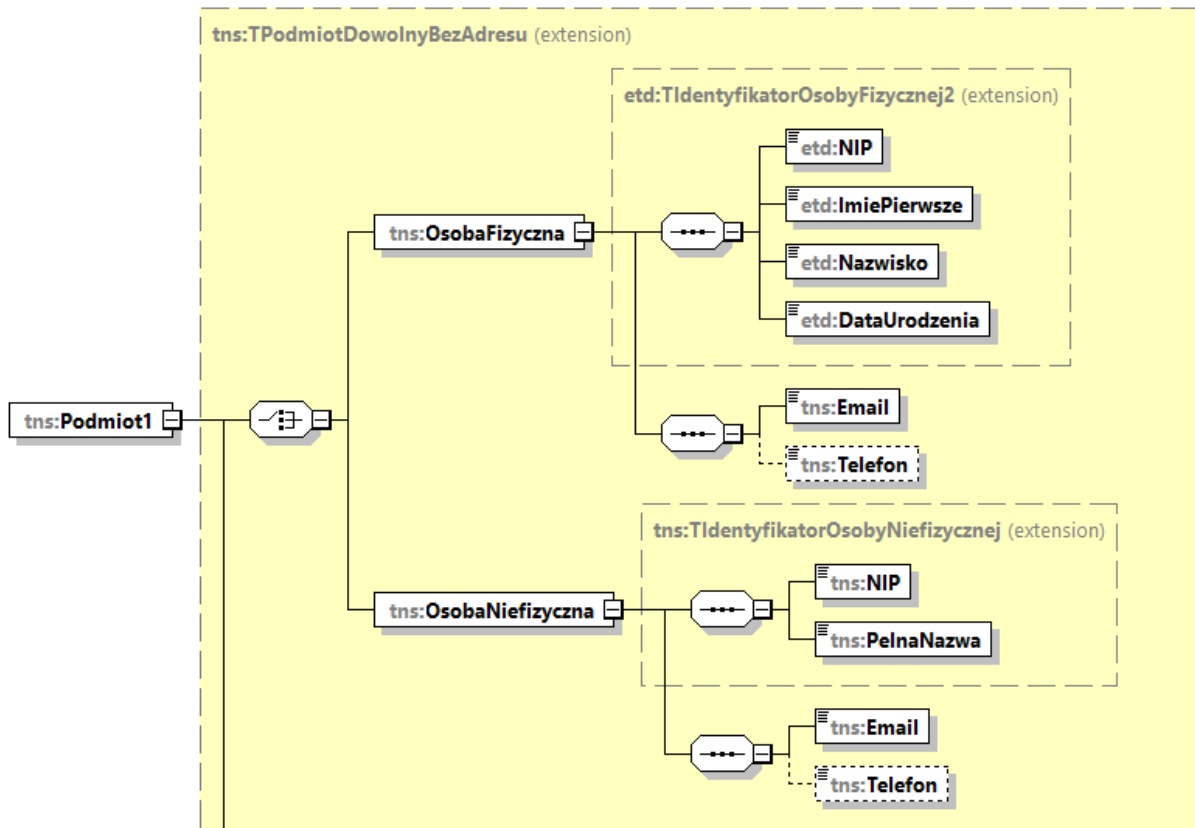 tns:TPodmiotDowolnyBezAdresu (extension)
etd:TIdentyfikatorOsobyFizycznej2 (extension)
etd:NIP
etd:ImiePierwsze
tns:OsobaFizyczna
etd:Nazwisko
etd:DataUrodzenia
tns:Podmiot1
tns:Email
tns:Telefon
tns:TIdentyfikatorOsobyNiefizycznej (extension)
tns:NIP
tns:OsobaNiefizyczna
tns:PelnaNazwa
tns:Email
tns:Telefon